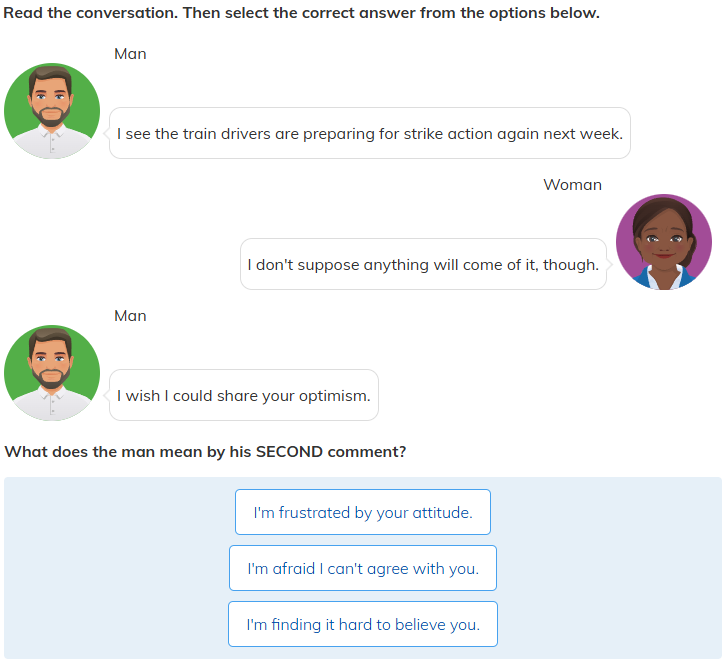 Read the conversation. Then select the correct answer from the options below.
Man
I see the train drivers are preparing for strike action again next week.
Woman
I don't suppose anything will come of it, though.
Man
I wish I could share your optimism.
What does the man mean by his SECOND comment?
I'm frustrated by your attitude.
I'm afraid I can't agree with you.
I'm finding it hard to believe you.